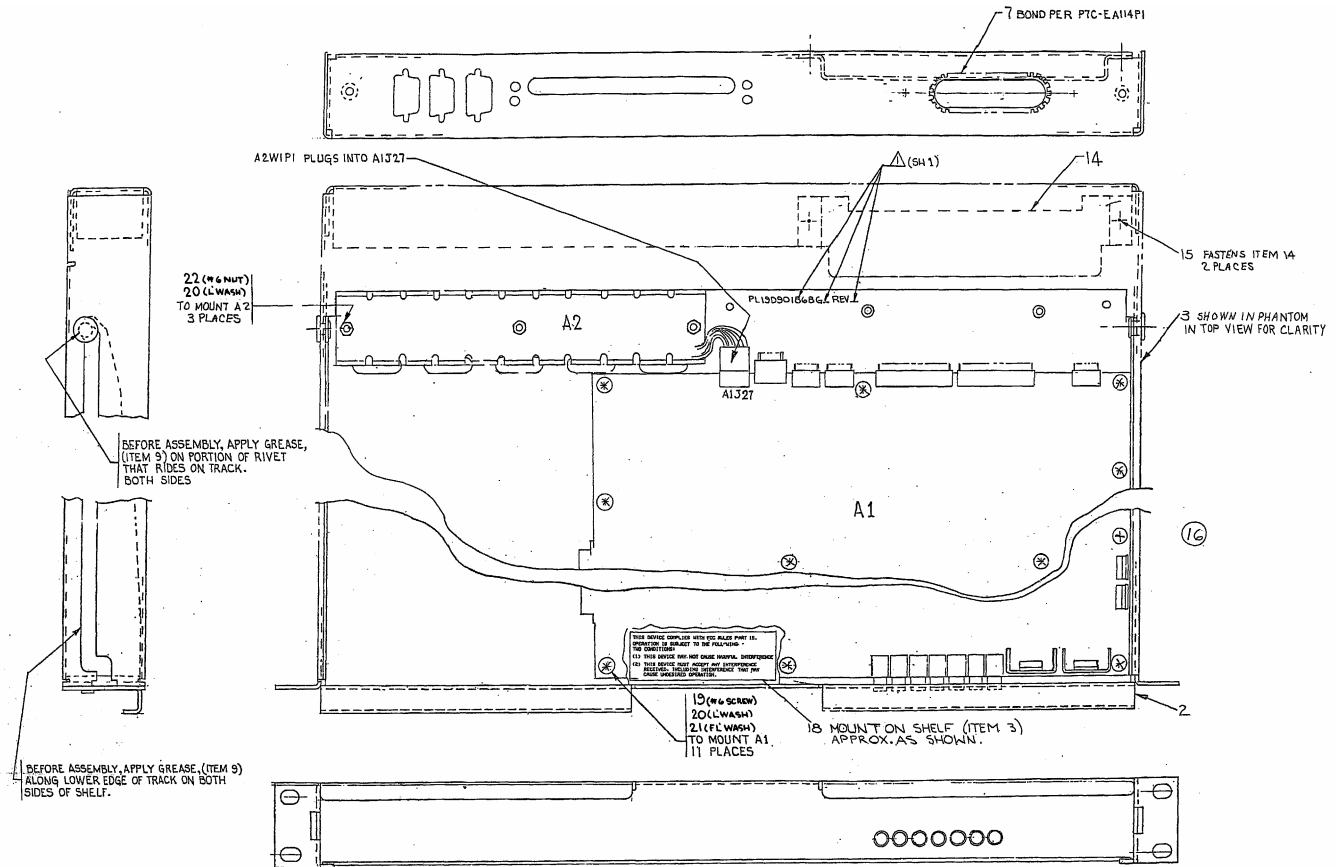 7 BOND PER P7C-EA114P1
A2W1P1 PLUGS INTO A1J27
1 (SH 1)
14
15 FASTENS ITEM 14
2 PLACES
22 (#6 NUT)
20 (L'WASH)
TO MOUNT A2
3 PLACES
A2
PL19D901868G REV
3 SHOWN IN PHANTOM
IN TOP VIEW FOR CLARITY
A1J27
BEFORE ASSEMBLY, APPLY GREASE,
(ITEM 9) ON PORTION OF RIVET
THAT RIDES ON TRACK.
BOTH SIDES
A1
16
THIS DEVICE COMPLIES WITH FCC RULES PART 15.
OPERATION IS SUBJECT TO THE FOLLOWING
TWO CONDITIONS:
(1) THIS DEVICE MAY NOT CAUSE HARMFUL INTERFERENCE
(2) THIS DEVICE MUST ACCEPT ANY INTERFERENCE
RECEIVED, INCLUDING INTERFERENCE THAT MAY
CAUSE UNDESIRED OPERATION.
19 (#6 SCREW)
20 (L'WASH)
21 (FL'WASH)
TO MOUNT A1
11 PLACES
18 MOUNT ON SHELF (ITEM 3)
APPROX. AS SHOWN.
2
BEFORE ASSEMBLY, APPLY GREASE, (ITEM 9)
ALONG LOWER EDGE OF TRACK ON BOTH
SIDES OF SHELF.